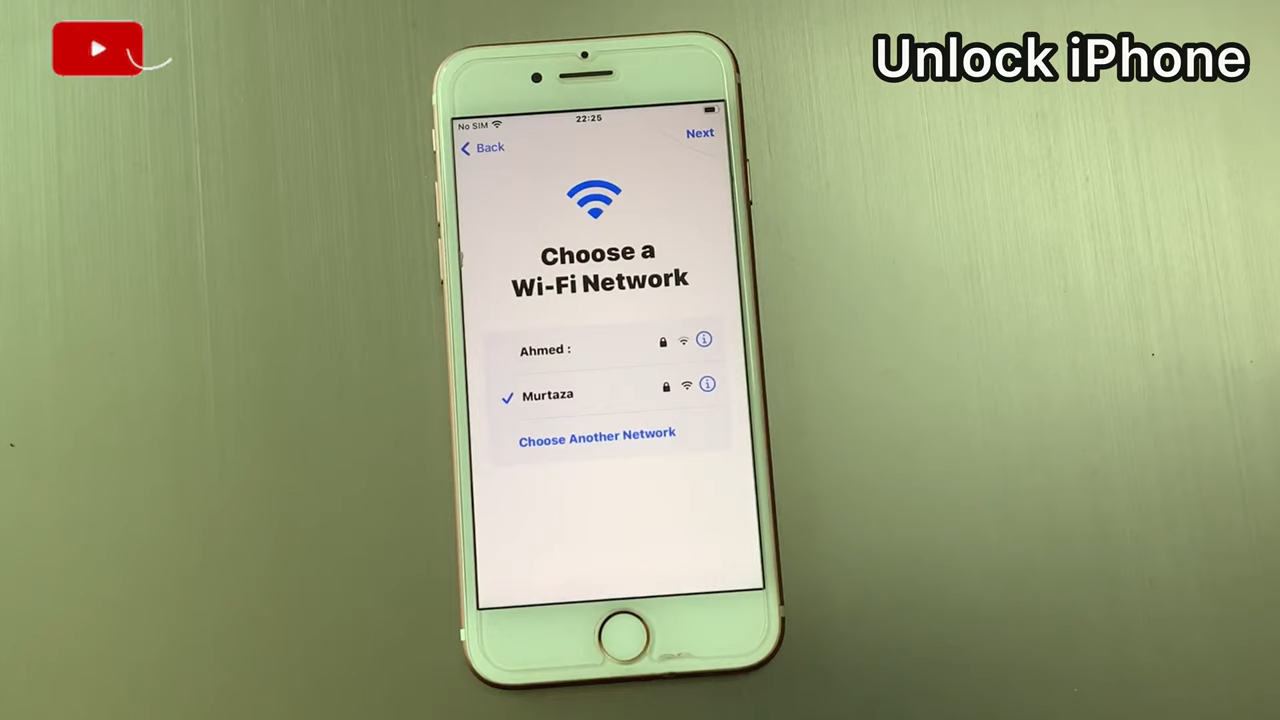 Unlock iPhone
No SIM 22:25
Back Next
Choose a
Wi-Fi Network
Ahmed :
Murtaza
Choose Another Network